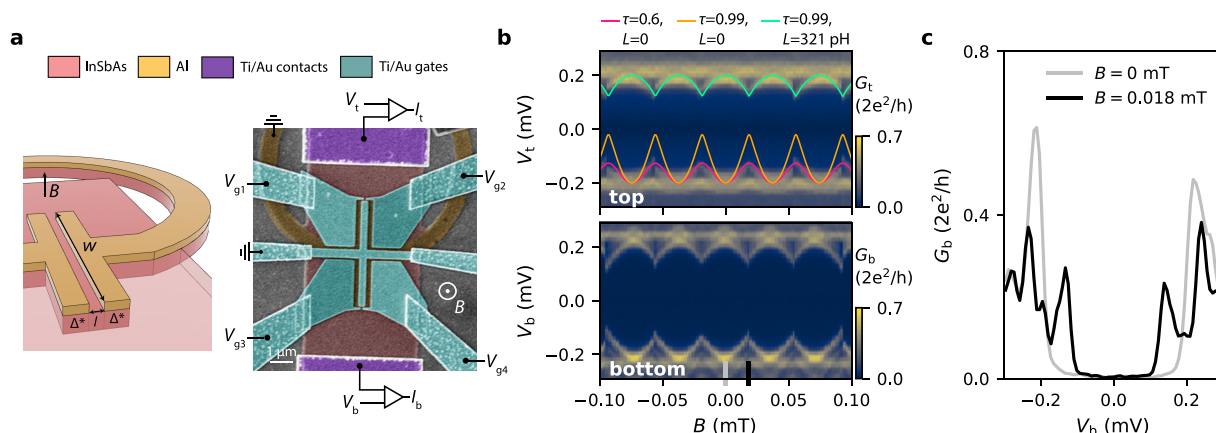 a
InSbAs
Al
Ti/Au contacts
Ti/Au gates
B
W
Δ* l Δ*
V_t
I_t
V_g1
V_g2
V_g3
V_g4
B
1 μm
V_b
I_b
b
τ=0.6, τ=0.99, τ=0.99,
L=0 L=0 L=321 pH
V_t (mV)
0.2
0.0
−0.2
top
G_t
(2e²/h)
0.7
0.0
V_b (mV)
0.2
0.0
−0.2
bottom
G_b
(2e²/h)
0.7
0.0
−0.10 −0.05 0.00 0.05 0.10
B (mT)
c
B = 0 mT
B = 0.018 mT
G_b (2e²/h)
0.8
0.4
0.0
−0.2 0.0 0.2
V_b (mV)